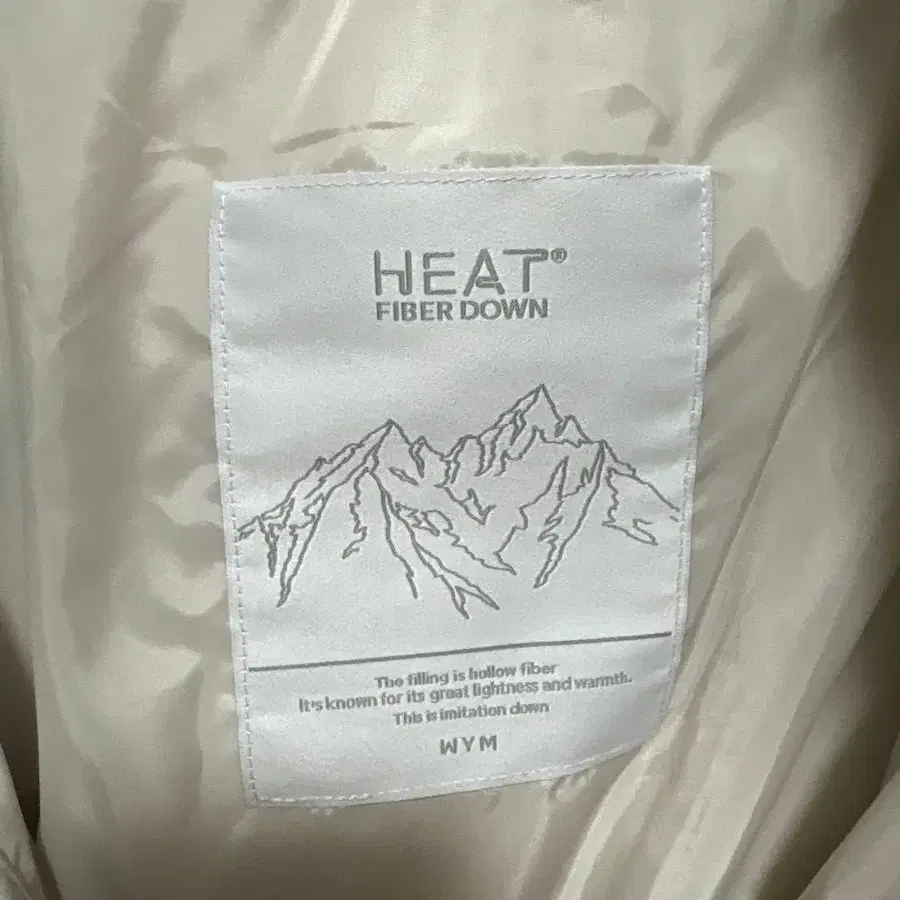 HEAT®
FIBER DOWN
The filling is hollow fiber
It's known for its great lightness and warmth.
This is imitation down
WYM